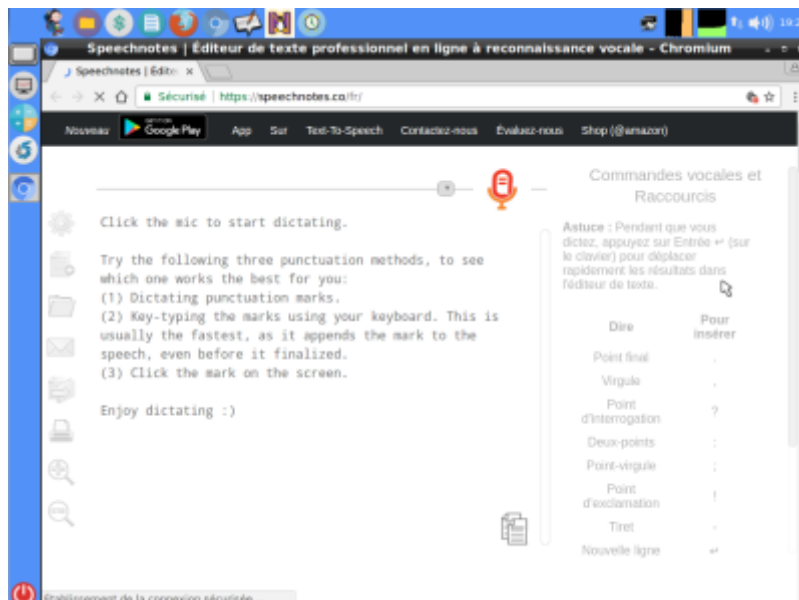 19:2
Speechnotes | Éditeur de texte professionnel en ligne à reconnaissance vocale - Chromium
Speechnotes | Édite
Sécurisé | https://speechnotes.co/fr/
Nouveau Google Play App Sur Text-To-Speech Contactez-nous Évaluez-nous Shop (@amazon)
Commandes vocales et
Raccourcis
Click the mic to start dictating.
Try the following three punctuation methods, to see
which one works the best for you:
(1) Dictating punctuation marks.
(2) Key-typing the marks using your keyboard. This is
usually the fastest, as it appends the mark to the
speech, even before it finalized.
(3) Click the mark on the screen.
Enjoy dictating :)
Astuce : Pendant que vous
dictez, appuyez sur Entrée ↵ (sur
le clavier) pour déplacer
rapidement les résultats dans
l'éditeur de texte.
Dire Pour insérer
Point final .
Virgule ,
Point d'interrogation ?
Deux-points :
Point-virgule ;
Point d'exclamation !
Tiret -
Nouvelle ligne ↵
Établissement de la connexion sécurisée